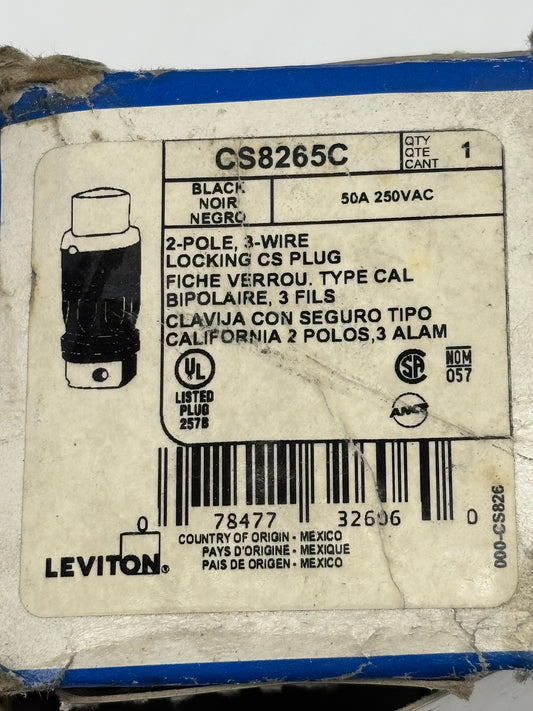 CS8265C
QTY
QTE
CANT
1
BLACK
NOIR
NEGRO
50A 250VAC
2-POLE, 3-WIRE
LOCKING CS PLUG
FICHE VERROU. TYPE CAL
BIPOLAIRE, 3 FILS
CLAVIJA CON SEGURO TIPO
CALIFORNIA 2 POLOS,3 ALAM
UL
LISTED
PLUG
257B
SA
NOM
057
ANCE
0 78477 32606 0
COUNTRY OF ORIGIN - MEXICO
PAYS D'ORIGINE - MEXIQUE
PAIS DE ORIGEN - MEXICO
LEVITON®
000-CS826